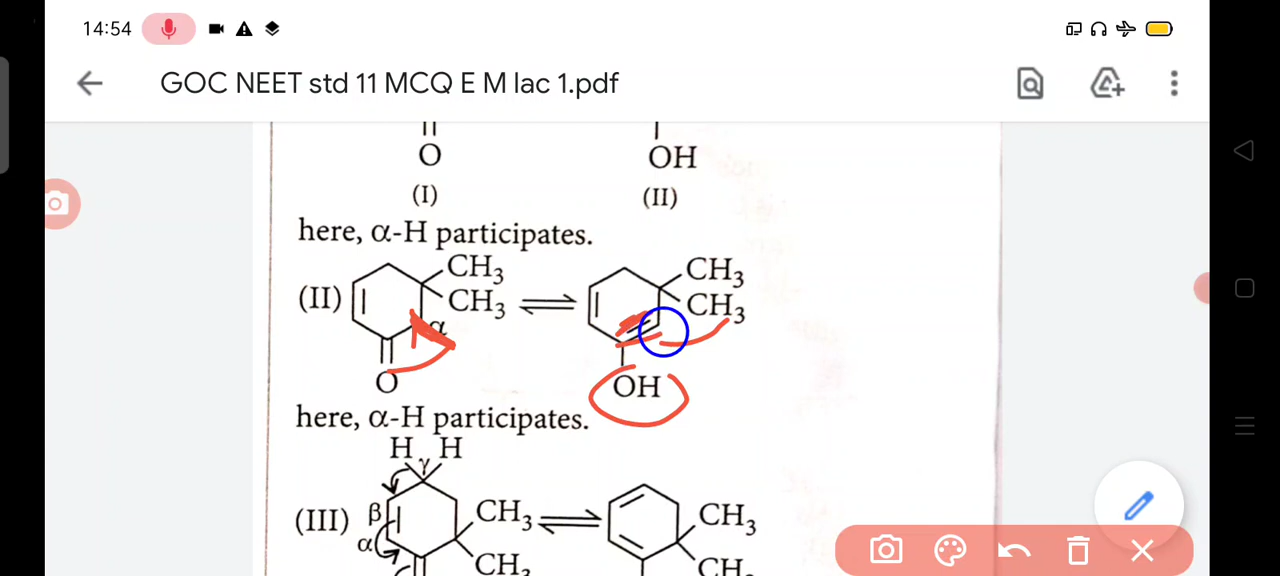 14:54
GOC NEET std 11 MCQ E M lac 1.pdf
O OH
(I) (II)
here, α-H participates.
(II) CH3 CH3
CH3 CH3
α
O OH
here, α-H participates.
H H
γ
(III) β CH3 CH3
α
CH3 CH